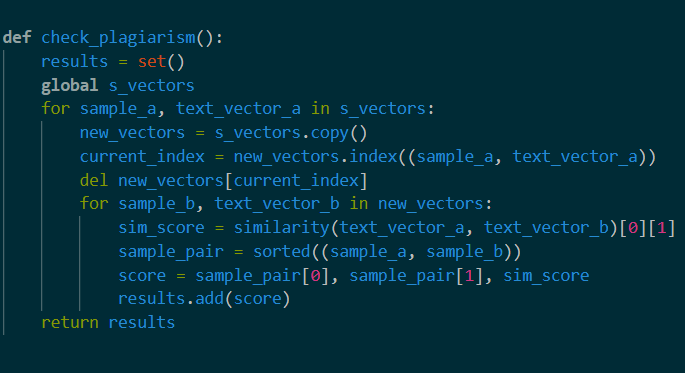 def check_plagiarism():
    results = set()
    global s_vectors
    for sample_a, text_vector_a in s_vectors:
        new_vectors = s_vectors.copy()
        current_index = new_vectors.index((sample_a, text_vector_a))
        del new_vectors[current_index]
        for sample_b, text_vector_b in new_vectors:
            sim_score = similarity(text_vector_a, text_vector_b)[0][1]
            sample_pair = sorted((sample_a, sample_b))
            score = sample_pair[0], sample_pair[1], sim_score
            results.add(score)
    return results